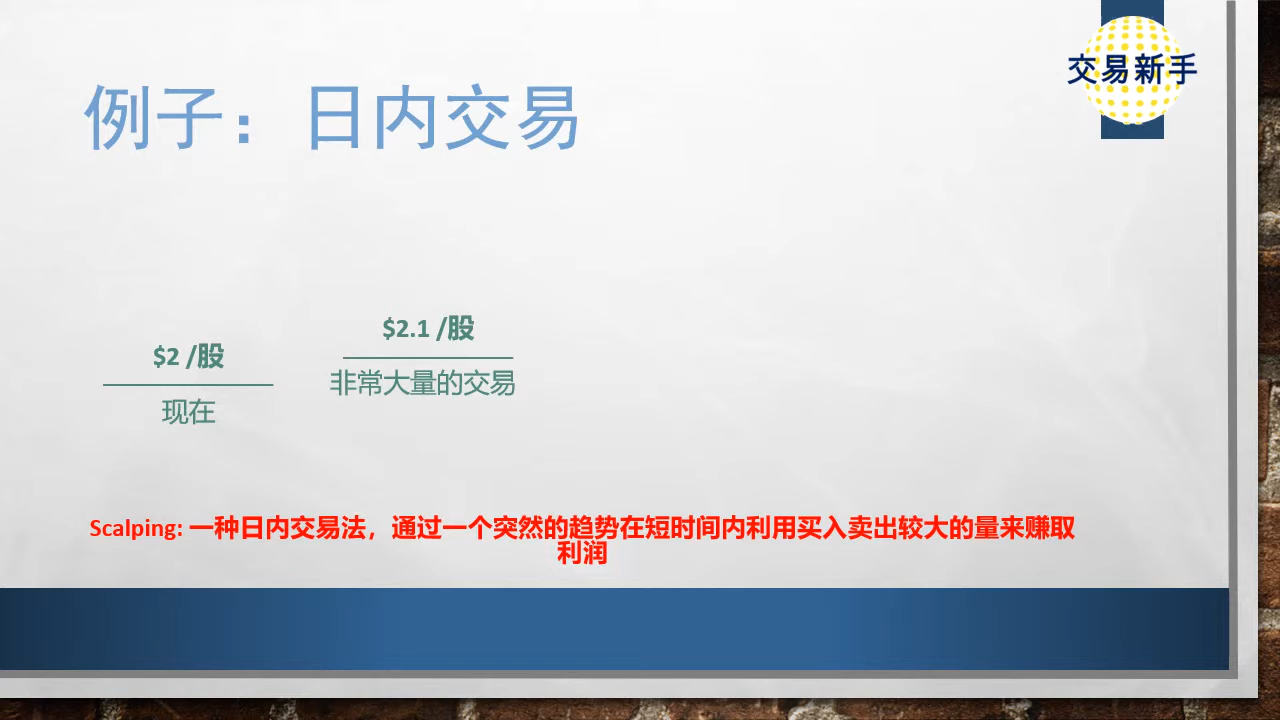 交易新手
例子：日内交易
$2.1 /股
$2 /股
非常大量的交易
现在
Scalping: 一种日内交易法，通过一个突然的趋势在短时间内利用买入卖出较大的量来赚取
利润